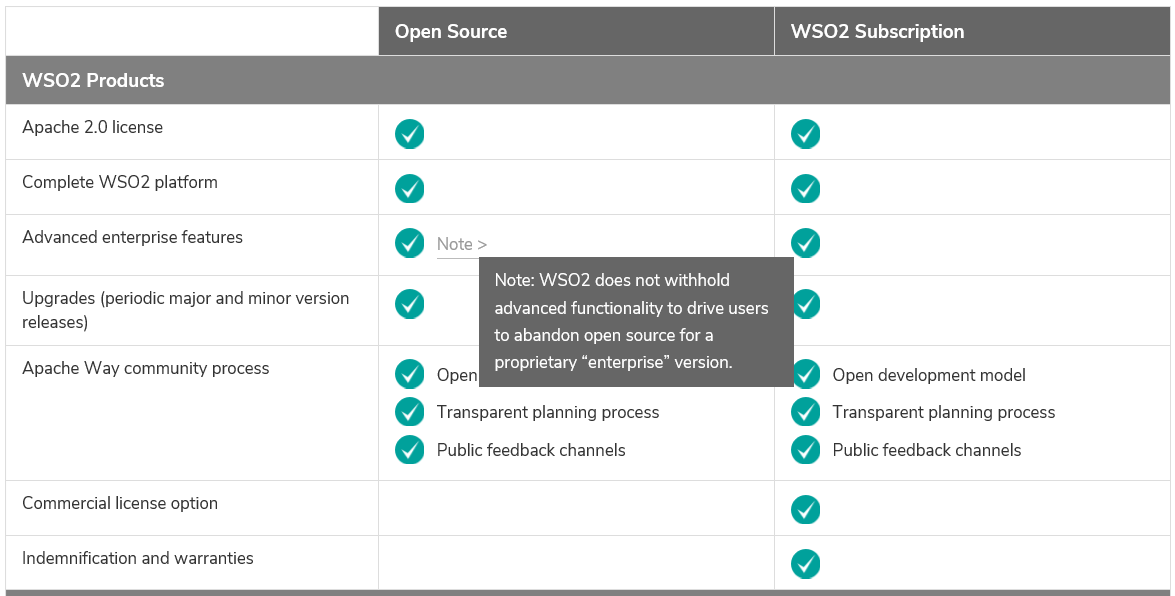 Open Source
WSO2 Subscription
WSO2 Products
Apache 2.0 license
Complete WSO2 platform
Advanced enterprise features
Note >
Note: WSO2 does not withhold
advanced functionality to drive users
to abandon open source for a
proprietary “enterprise” version.
Upgrades (periodic major and minor version
releases)
Apache Way community process
Open
Transparent planning process
Public feedback channels
Open development model
Transparent planning process
Public feedback channels
Commercial license option
Indemnification and warranties